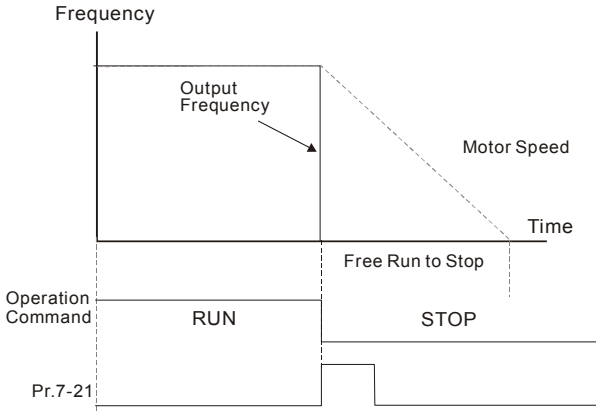 Frequency
Output
Frequency
Motor Speed
Time
Free Run to Stop
Operation
Command
RUN
STOP
Pr.7-21